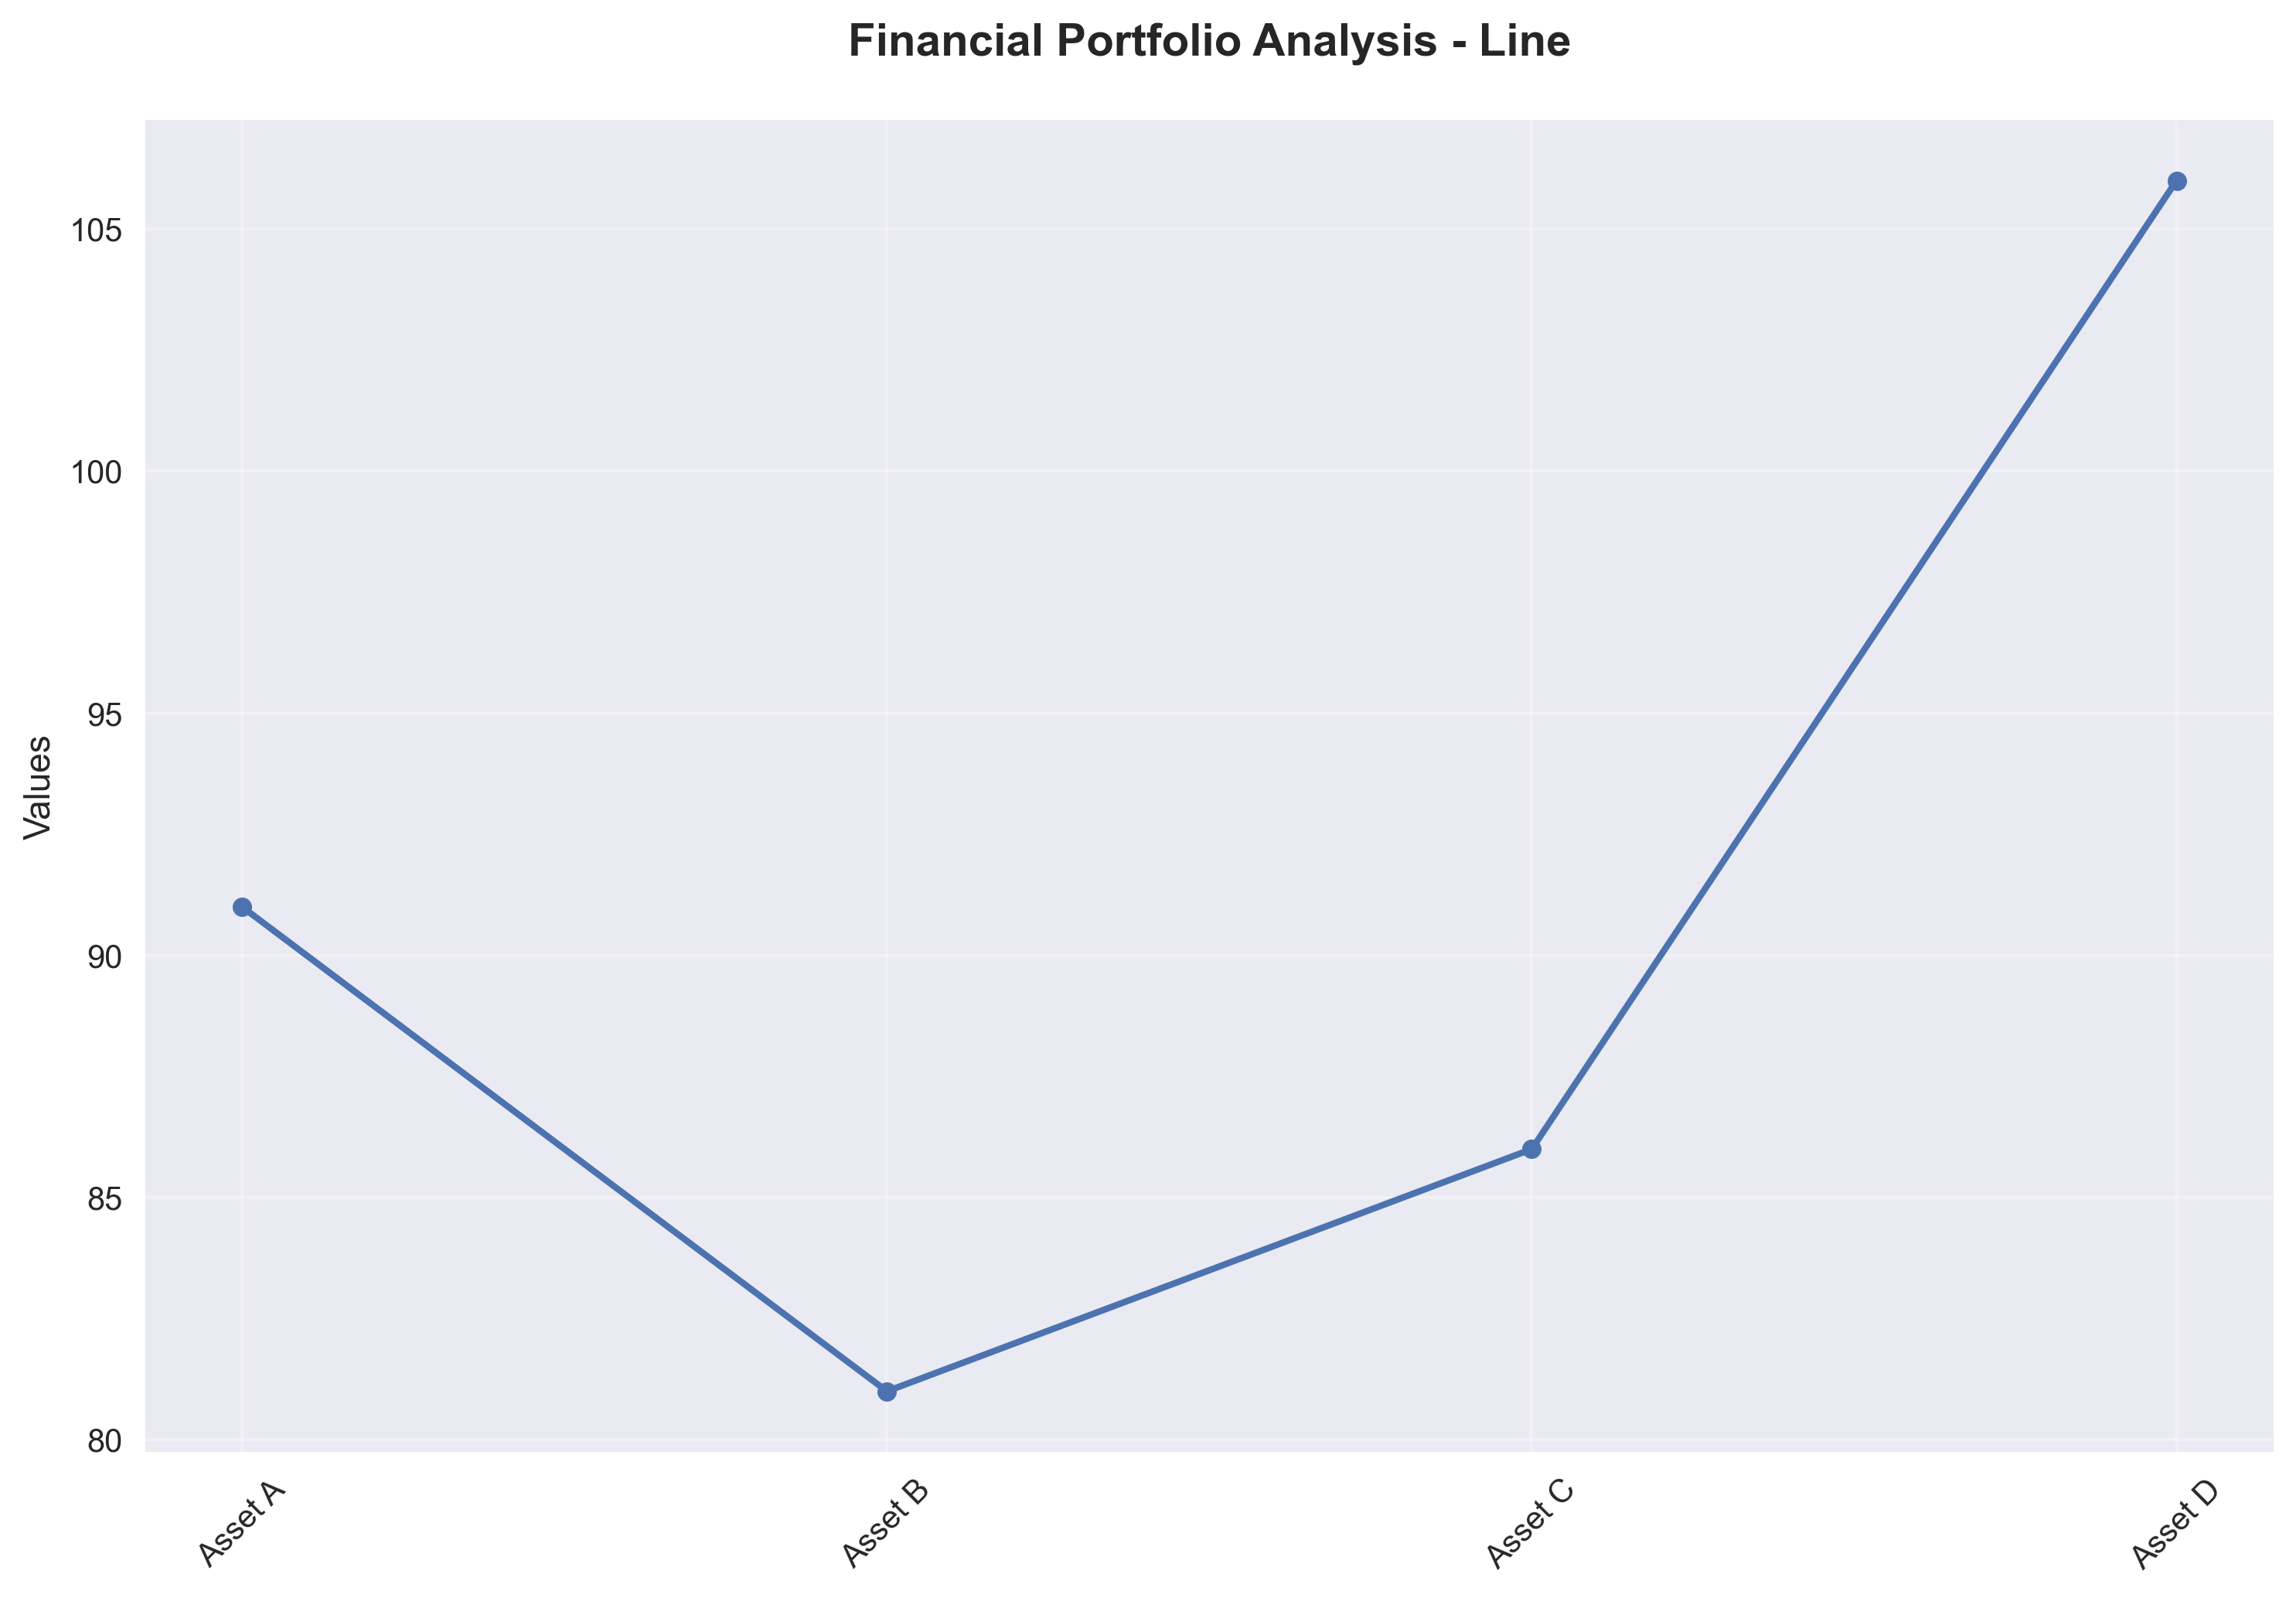 Financial Portfolio Analysis - Line
105
100
95
90
85
80
Values
Asset A
Asset B
Asset C
Asset D